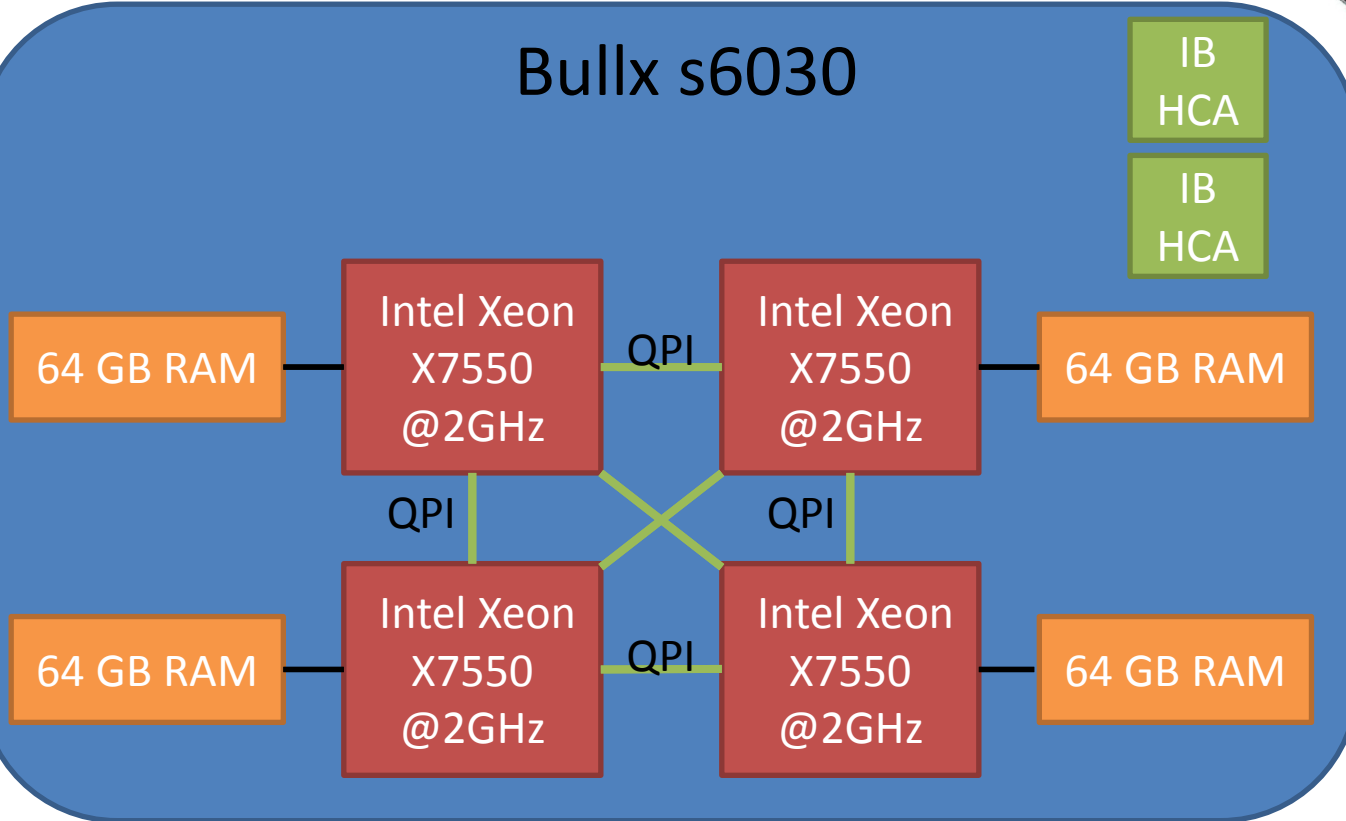 Bullx s6030
IB
HCA
IB
HCA
64 GB RAM
Intel Xeon
X7550
@2GHz
QPI
Intel Xeon
X7550
@2GHz
64 GB RAM
QPI
QPI
64 GB RAM
Intel Xeon
X7550
@2GHz
QPI
Intel Xeon
X7550
@2GHz
64 GB RAM